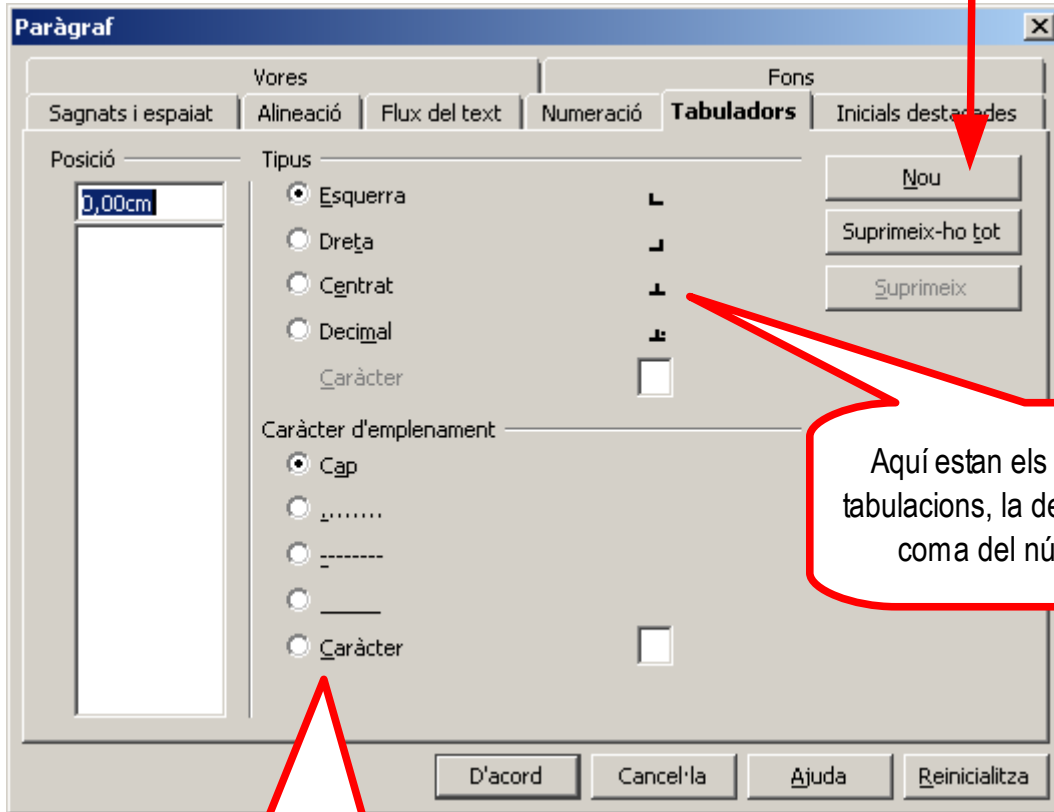 Paràgraf
Vores Fons
Sagnats i espaiat Alineació Flux del text Numeració Tabuladors Inicials destacades
Posició
0,00cm
Tipus
Esquerra
Dreta
Centrat
Decimal
Caràcter
Nou
Suprimeix-ho tot
Suprimeix
Caràcter d'emplenament
Cap
........
--------
_____
Caràcter
Aquí estan els
tabulacions, la de
coma del nú
D'acord Cancel·la Ajuda Reinicialitza